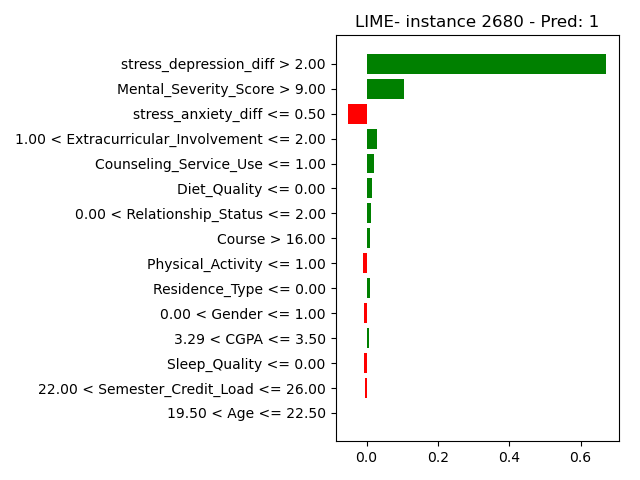 LIME- instance 2680 - Pred: 1
stress_depression_diff > 2.00
Mental_Severity_Score > 9.00
stress_anxiety_diff <= 0.50
1.00 < Extracurricular_Involvement <= 2.00
Counseling_Service_Use <= 1.00
Diet_Quality <= 0.00
0.00 < Relationship_Status <= 2.00
Course > 16.00
Physical_Activity <= 1.00
Residence_Type <= 0.00
0.00 < Gender <= 1.00
3.29 < CGPA <= 3.50
Sleep_Quality <= 0.00
22.00 < Semester_Credit_Load <= 26.00
19.50 < Age <= 22.50
0.0 0.2 0.4 0.6